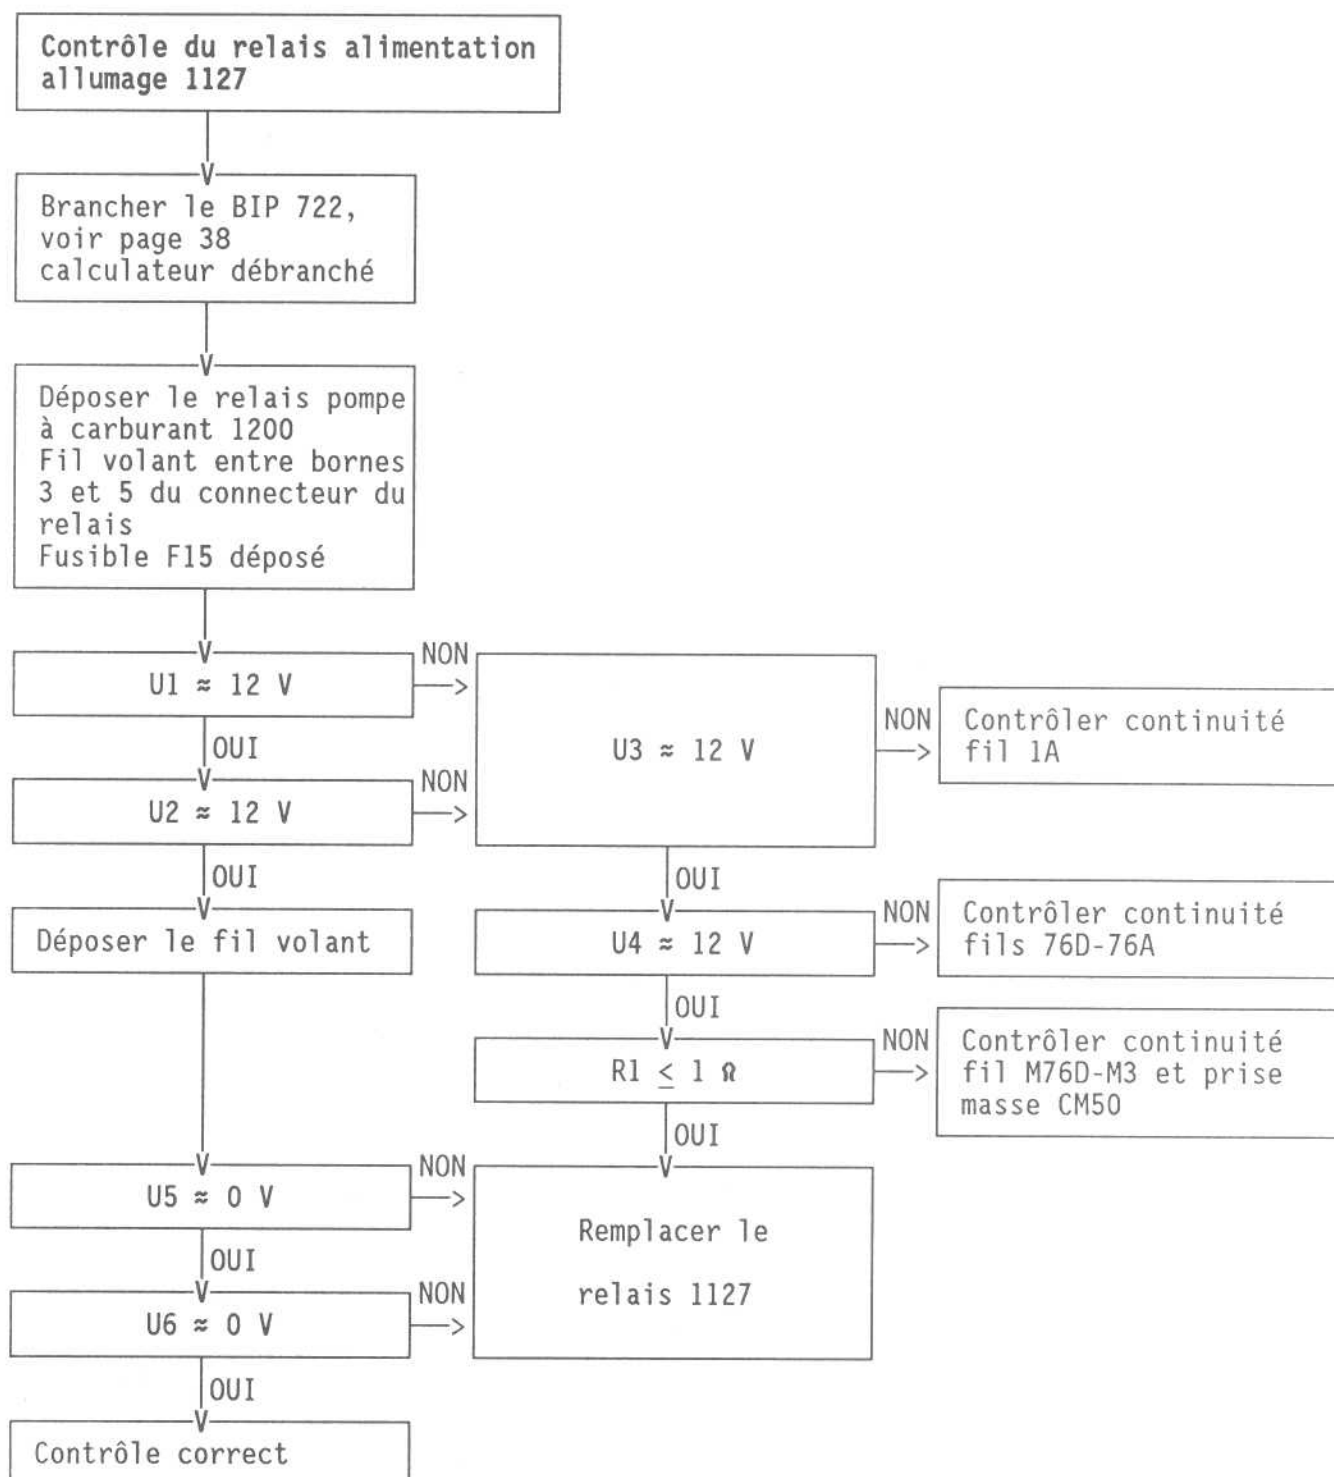 Contrôle du relais alimentation
allumage 1127
Brancher le BIP 722,
voir page 38
calculateur débranché
Déposer le relais pompe
à carburant 1200
Fil volant entre bornes
3 et 5 du connecteur du
relais
Fusible F15 déposé
U1 ≈ 12 V
NON
OUI
U2 ≈ 12 V
NON
U3 ≈ 12 V
NON
Contrôler continuité
fil 1A
OUI
Déposer le fil volant
OUI
U4 ≈ 12 V
NON
Contrôler continuité
fils 76D-76A
OUI
R1 ≤ 1 Ω
NON
Contrôler continuité
fil M76D-M3 et prise
masse CM50
OUI
U5 ≈ 0 V
NON
Remplacer le
relais 1127
OUI
U6 ≈ 0 V
NON
OUI
Contrôle correct